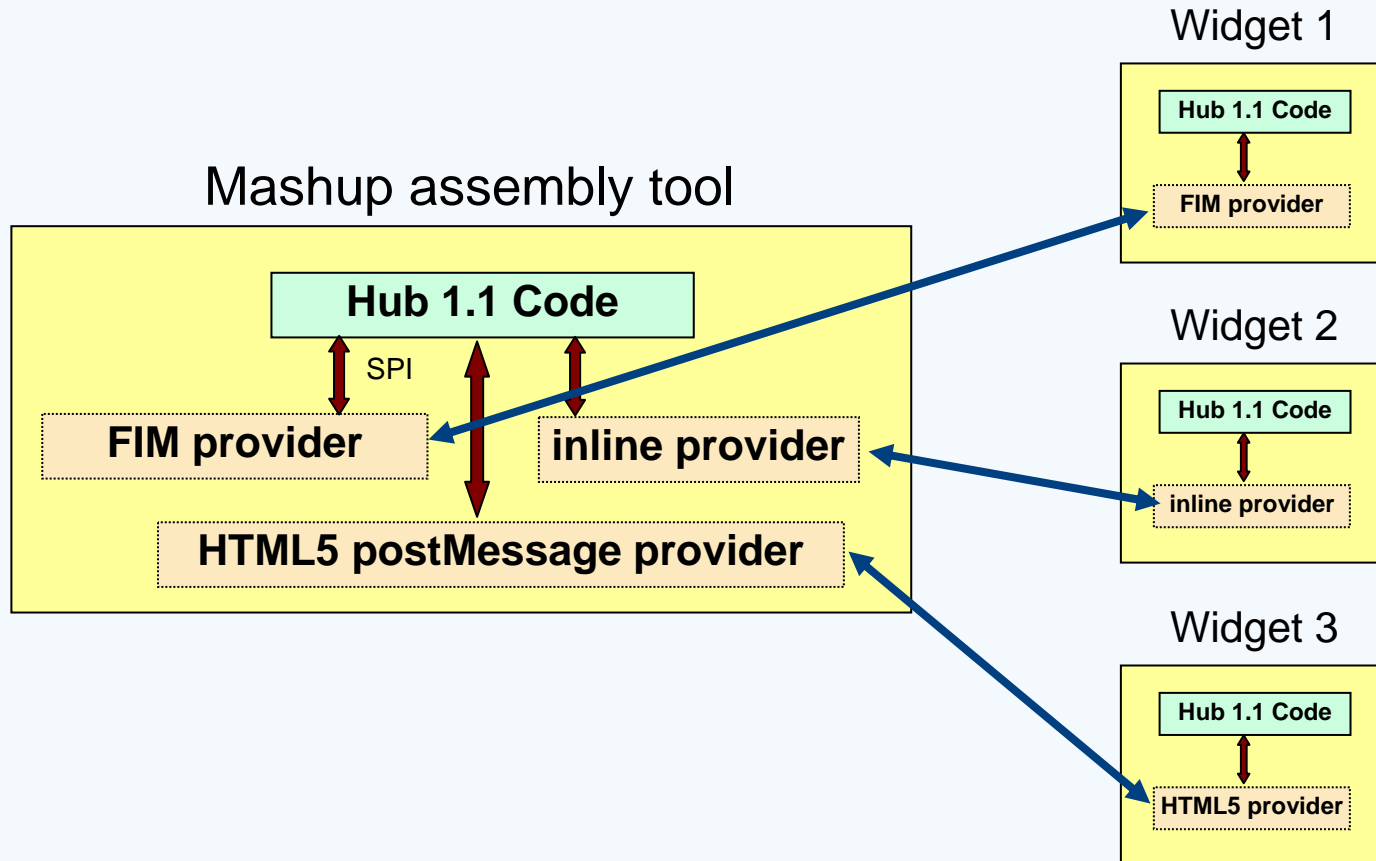 Mashup assembly tool
Hub 1.1 Code
SPI
FIM provider
inline provider
HTML5 postMessage provider
Widget 1
Hub 1.1 Code
FIM provider
Widget 2
Hub 1.1 Code
inline provider
Widget 3
Hub 1.1 Code
HTML5 provider